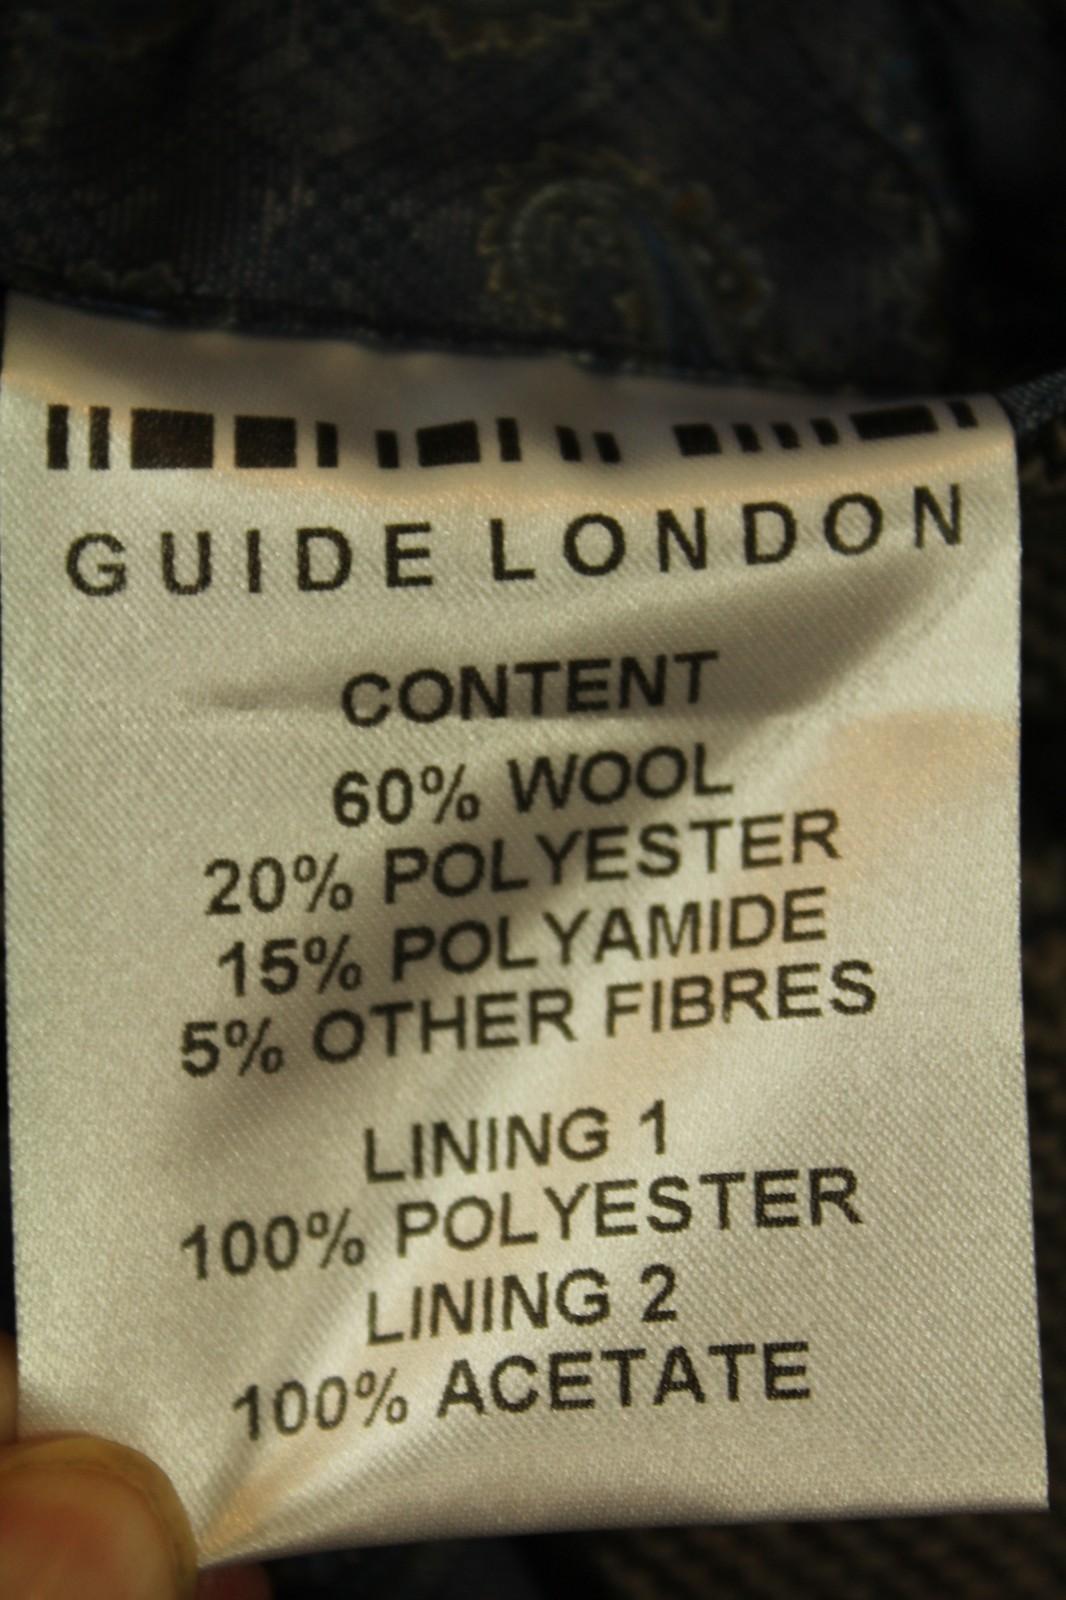 GUIDE LONDON
CONTENT
60% WOOL
20% POLYESTER
15% POLYAMIDE
5% OTHER FIBRES
LINING 1
100% POLYESTER
LINING 2
100% ACETATE